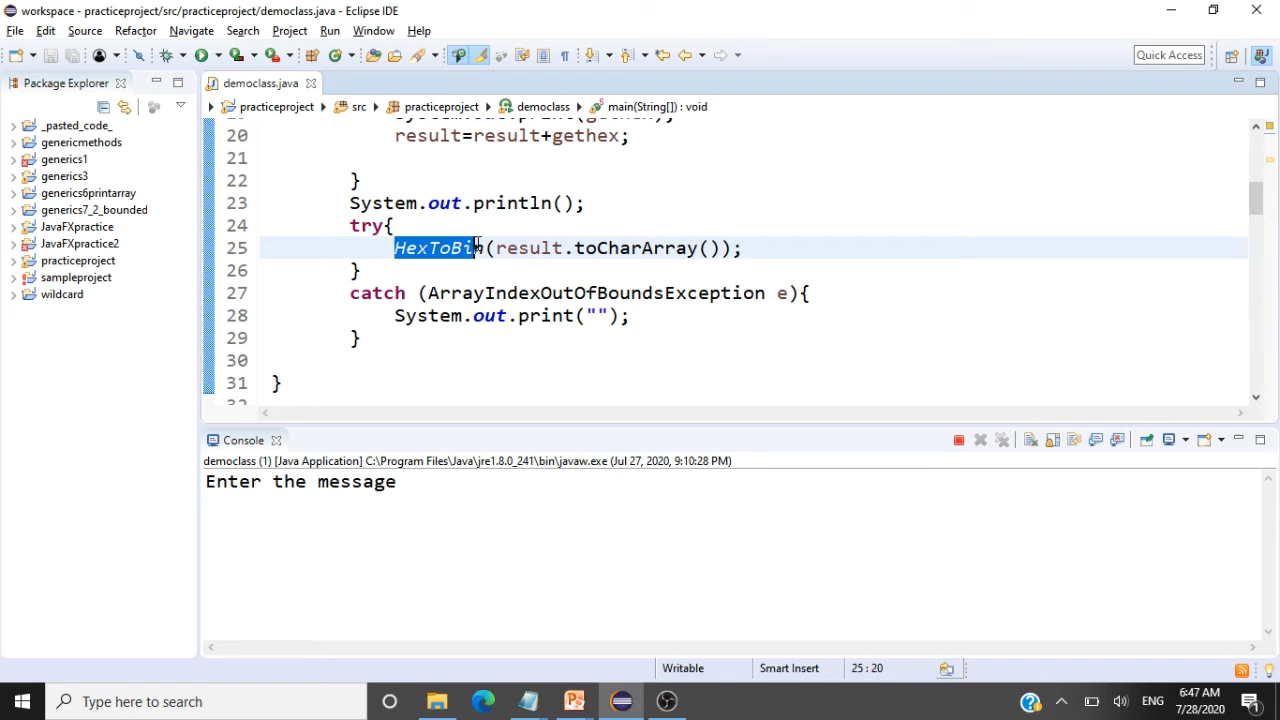 workspace - practiceproject/src/practiceproject/democlass.java - Eclipse IDE
File Edit Source Refactor Navigate Search Project Run Window Help
Quick Access
Package Explorer
democlass.java
practiceproject src practiceproject democlass main(String[]) : void
_pasted_code_
genericmethods
generics1
generics3
generics6printarray
generics7_2_bounded
JavaFXpractice
JavaFXpractice2
practiceproject
sampleproject
wildcard
20 result=result+gethex;
21
22 }
23 System.out.println();
24 try{
25 HexToBin(result.toCharArray());
26 }
27 catch (ArrayIndexOutOfBoundsException e){
28 System.out.print("");
29 }
30
31 }
Console
democlass (1) [Java Application] C:\Program Files\Java\jre1.8.0_241\bin\javaw.exe (Jul 27, 2020, 9:10:28 PM)
Enter the message
Writable Smart Insert 25 : 20
Type here to search
ENG
6:47 AM
7/28/2020